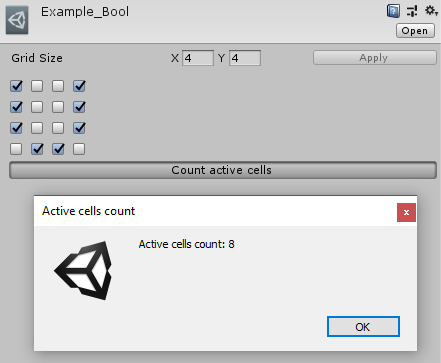 Example_Bool
Open
Grid Size X 4 Y 4 Apply
Count active cells
Active cells count x
Active cells count: 8
OK